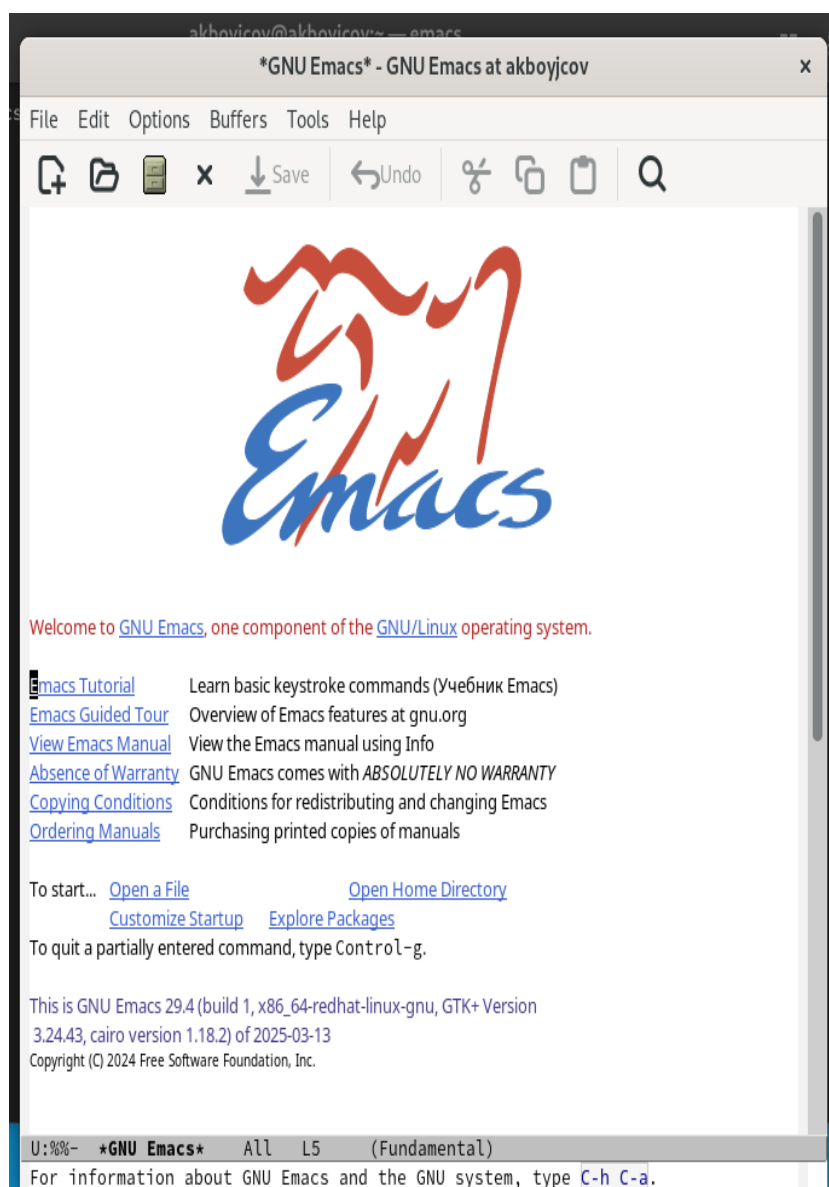 akboyjcov@akboyjcov:~ — emacs
*GNU Emacs* - GNU Emacs at akboyjcov
File Edit Options Buffers Tools Help
Save Undo
Emacs
Welcome to GNU Emacs, one component of the GNU/Linux operating system.
Emacs Tutorial Learn basic keystroke commands (Учебник Emacs)
Emacs Guided Tour Overview of Emacs features at gnu.org
View Emacs Manual View the Emacs manual using Info
Absence of Warranty GNU Emacs comes with ABSOLUTELY NO WARRANTY
Copying Conditions Conditions for redistributing and changing Emacs
Ordering Manuals Purchasing printed copies of manuals
To start... Open a File Open Home Directory
Customize Startup Explore Packages
To quit a partially entered command, type Control-g.
This is GNU Emacs 29.4 (build 1, x86_64-redhat-linux-gnu, GTK+ Version
3.24.43, cairo version 1.18.2) of 2025-03-13
Copyright (C) 2024 Free Software Foundation, Inc.
U:%%- *GNU Emacs* All L5 (Fundamental)
For information about GNU Emacs and the GNU system, type C-h C-a.